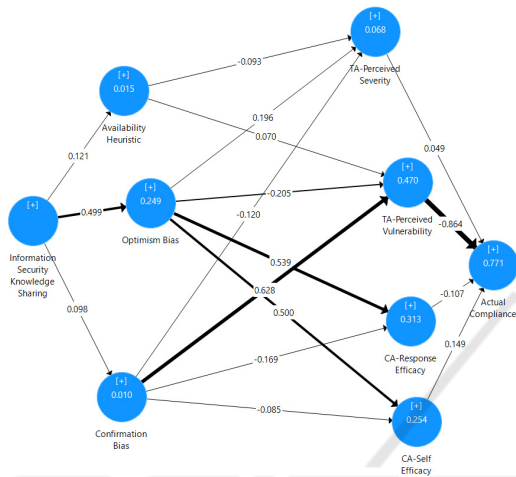 [+]
0.068
TA-Perceived
Severity
-0.093
[+]
0.015
Availability
Heuristic
0.196
0.070
0.121
0.049
[+]
0.470
TA-Perceived
Vulnerability
-0.205
[+]
0.249
Optimism Bias
0.499
[+]
Information
Security
Knowledge
Sharing
-0.120
-0.864
[+]
0.771
Actual
Compliance
0.539
0.628
0.500
-0.107
[+]
0.313
CA-Response
Efficacy
0.098
0.149
-0.169
[+]
0.010
Confirmation
Bias
-0.085
[+]
0.254
CA-Self
Efficacy